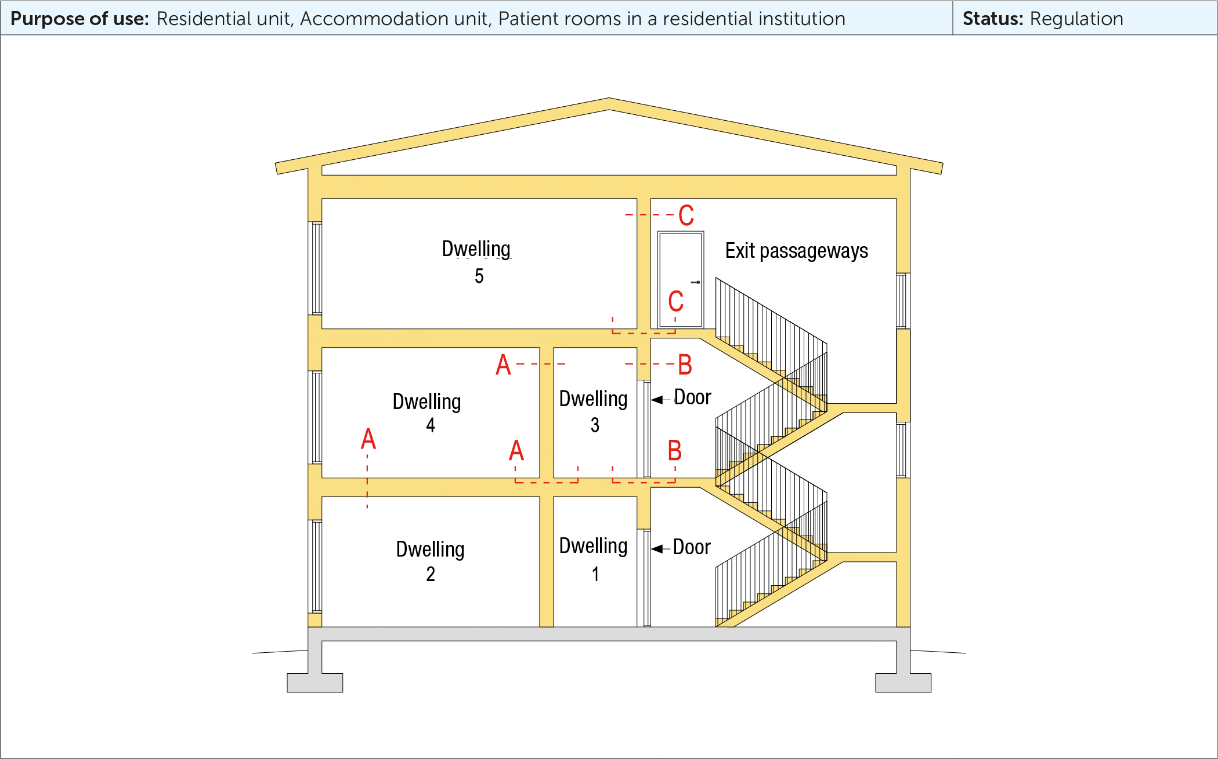 Purpose of use: Residential unit, Accommodation unit, Patient rooms in a residential institution
Status: Regulation
C
Dwelling
5
Exit passageways
C
A
B
Dwelling
4
Dwelling
3
Door
A
A
B
Dwelling
2
Dwelling
1
Door